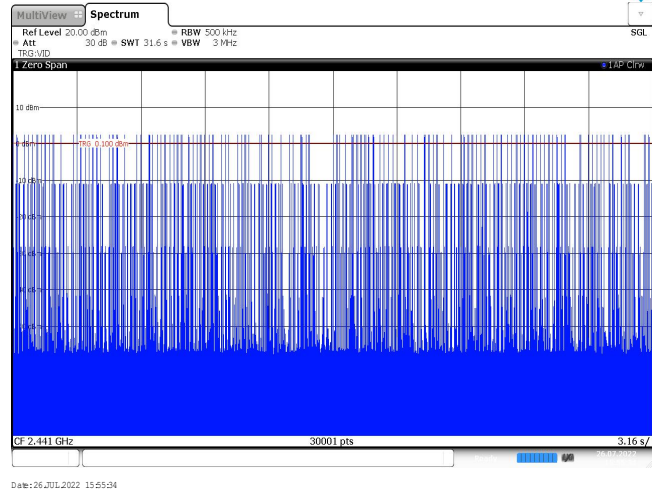 MultiView Spectrum
Ref Level 20.00 dBm RBW 500 kHz SGL
Att 30 dB SWT 31.6 s VBW 3 MHz
TRG:VID
1 Zero Span 1AP Clrw
10 dBm
0 dBm
TRG 0.100 dBm
-10 dBm
-20 dBm
CF 2.441 GHz 30001 pts 3.16 s/
26.07.2022
Date: 26.JUL.2022 15:55:34